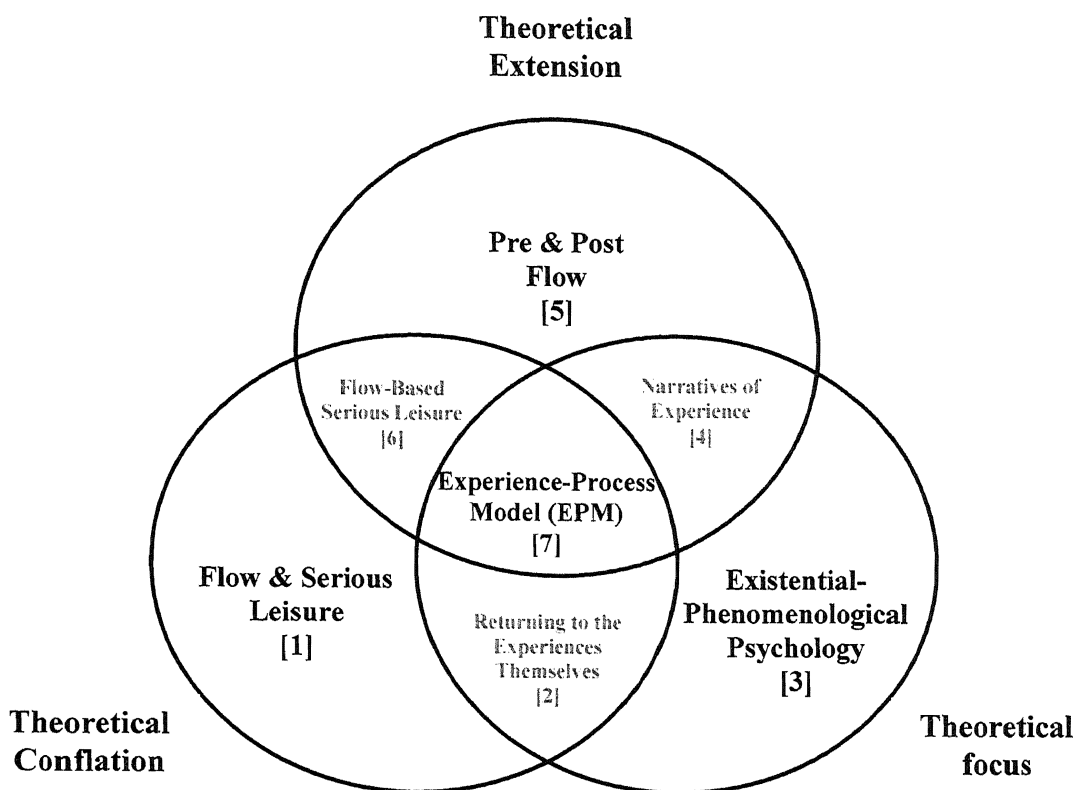 Theoretical
Extension
Pre & Post
Flow
[5]
Flow-Based
Serious Leisure
[6]
Narratives of
Experience
[4]
Experience-Process
Model (EPM)
[7]
Flow & Serious
Leisure
[1]
Returning to the
Experiences
Themselves
[2]
Existential-
Phenomenological
Psychology
[3]
Theoretical
Conflation
Theoretical
focus